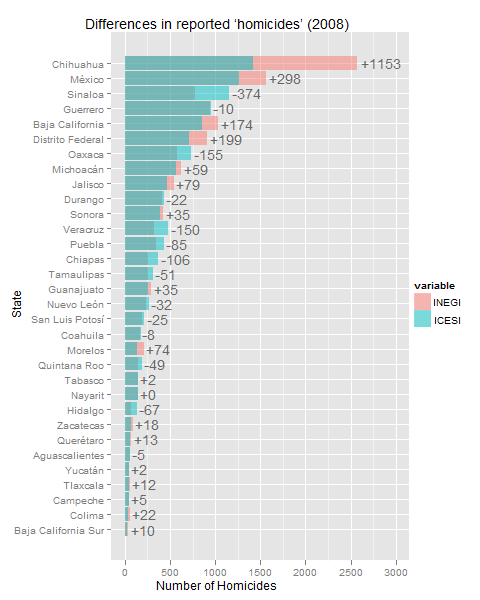 Differences in reported ‘homicides’ (2008)
State
Chihuahua +1153
México +298
Sinaloa -374
Guerrero -10
Baja California +174
Distrito Federal +199
Oaxaca -155
Michoacán +59
Jalisco +79
Durango -22
Sonora +35
Veracruz -150
Puebla -85
Chiapas -106
Tamaulipas -51
Guanajuato +35
Nuevo León -32
San Luis Potosí -25
Coahuila -8
Morelos +74
Quintana Roo -49
Tabasco +2
Nayarit +0
Hidalgo -67
Zacatecas +18
Querétaro +13
Aguascalientes -5
Yucatán +2
Tlaxcala +12
Campeche +5
Colima +22
Baja California Sur +10
0 500 1000 1500 2000 2500 3000
Number of Homicides
variable
INEGI
ICESI